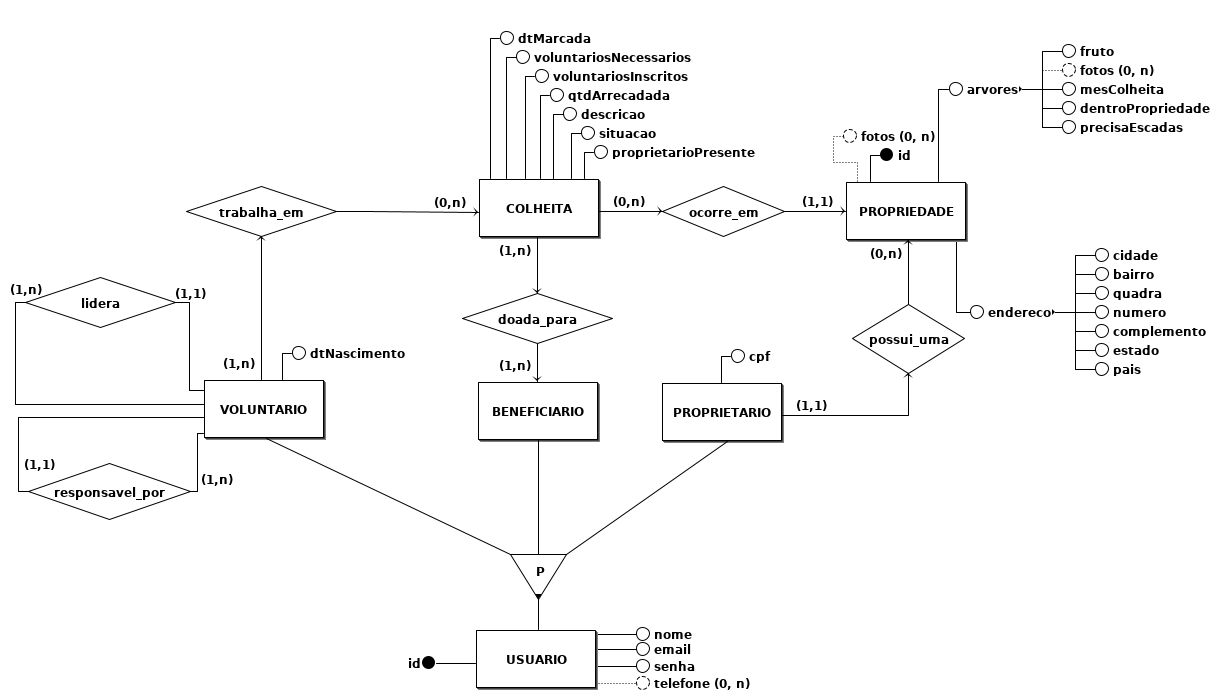 dtMarcada
voluntariosNecessarios
voluntariosInscritos
qtdArrecadada
descricao
situacao
proprietarioPresente
fruto
fotos (0, n)
arvores
mesColheita
dentroPropriedade
precisaEscadas
fotos (0, n)
id
trabalha_em
(0,n)
COLHEITA
(0,n)
ocorre_em
(1,1)
PROPRIEDADE
(1,n)
(0,n)
cidade
bairro
quadra
numero
complemento
estado
pais
endereco
(1,n)
lidera
(1,1)
doada_para
possui_uma
(1,n)
dtNascimento
(1,n)
cpf
VOLUNTARIO
BENEFICIARIO
PROPRIETARIO
(1,1)
(1,1)
responsavel_por
(1,n)
P
id
USUARIO
nome
email
senha
telefone (0, n)